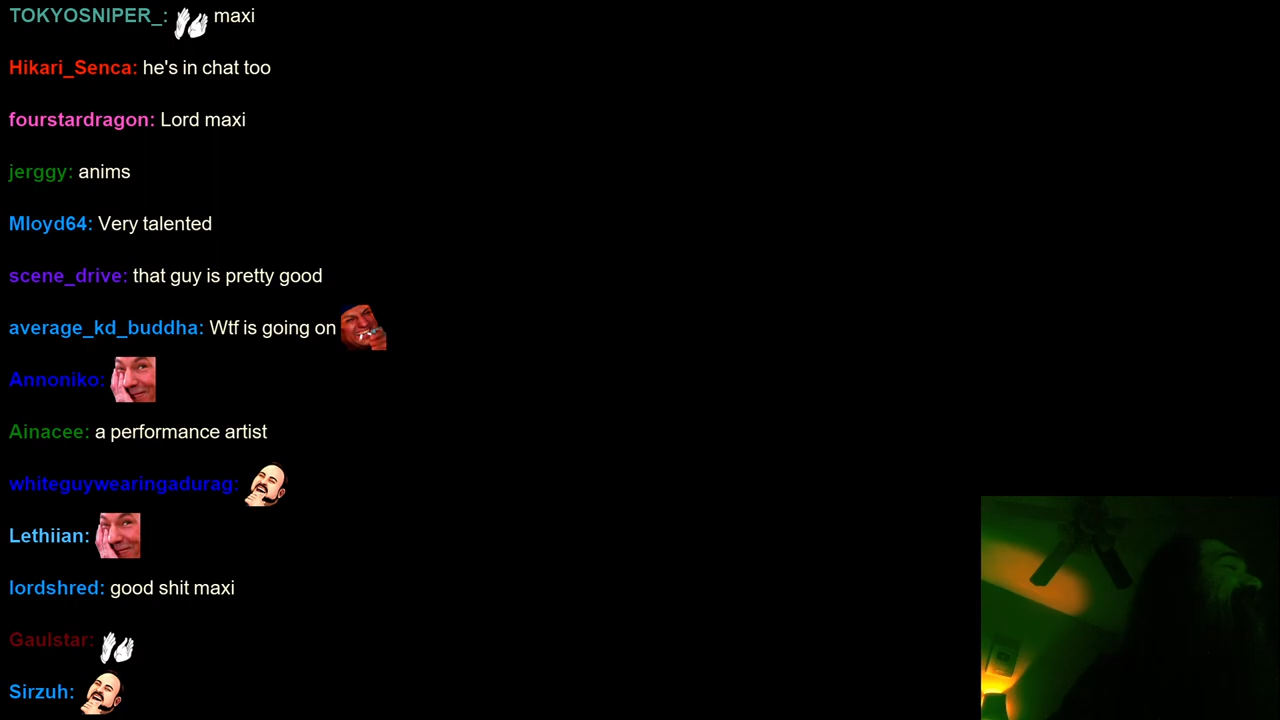 TOKYOSNIPER_: maxi
Hikari_Senca: he's in chat too
fourstardragon: Lord maxi
jerggy: anims
Mloyd64: Very talented
scene_drive: that guy is pretty good
average_kd_buddha: Wtf is going on
Annoniko:
Ainacee: a performance artist
whiteguywearingadurag:
Lethiian:
lordshred: good shit maxi
Gaulstar:
Sirzuh: